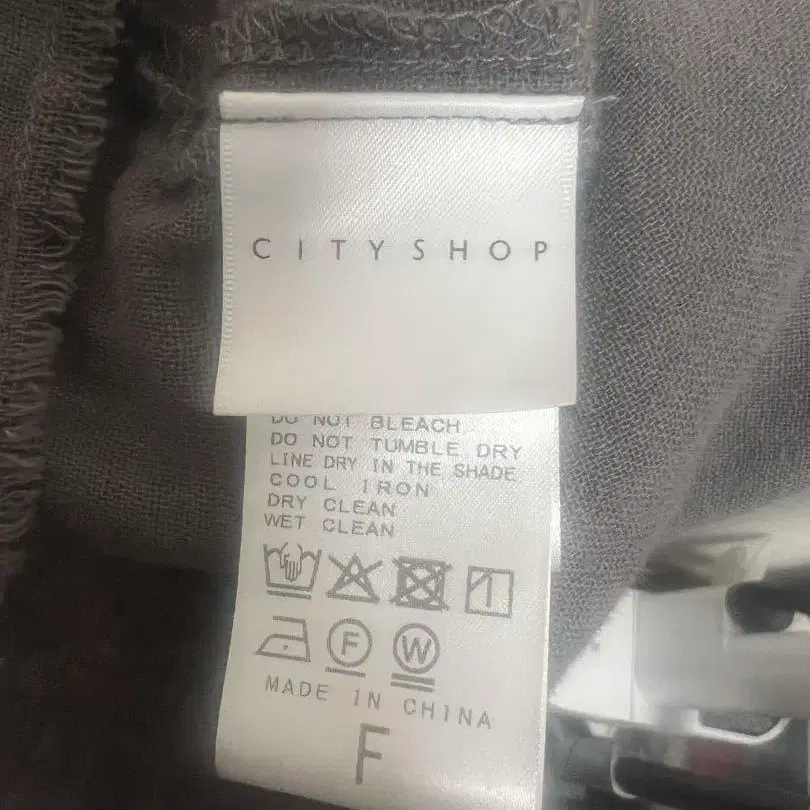 CITYSHOP
DO NOT BLEACH
DO NOT TUMBLE DRY
LINE DRY IN THE SHADE
COOL IRON
DRY CLEAN
WET CLEAN
F W
MADE IN CHINA
F